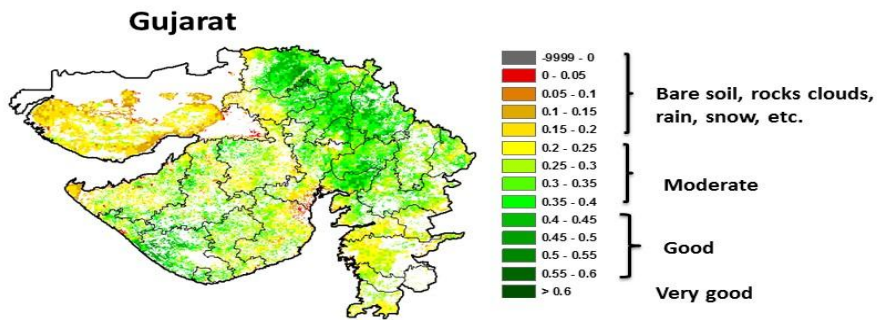 Gujarat
-9999 - 0
0 - 0.05
0.05 - 0.1
0.1 - 0.15
0.15 - 0.2
0.2 - 0.25
0.25 - 0.3
0.3 - 0.35
0.35 - 0.4
0.4 - 0.45
0.45 - 0.5
0.5 - 0.55
0.55 - 0.6
> 0.6
Bare soil, rocks clouds,
rain, snow, etc.
Moderate
Good
Very good